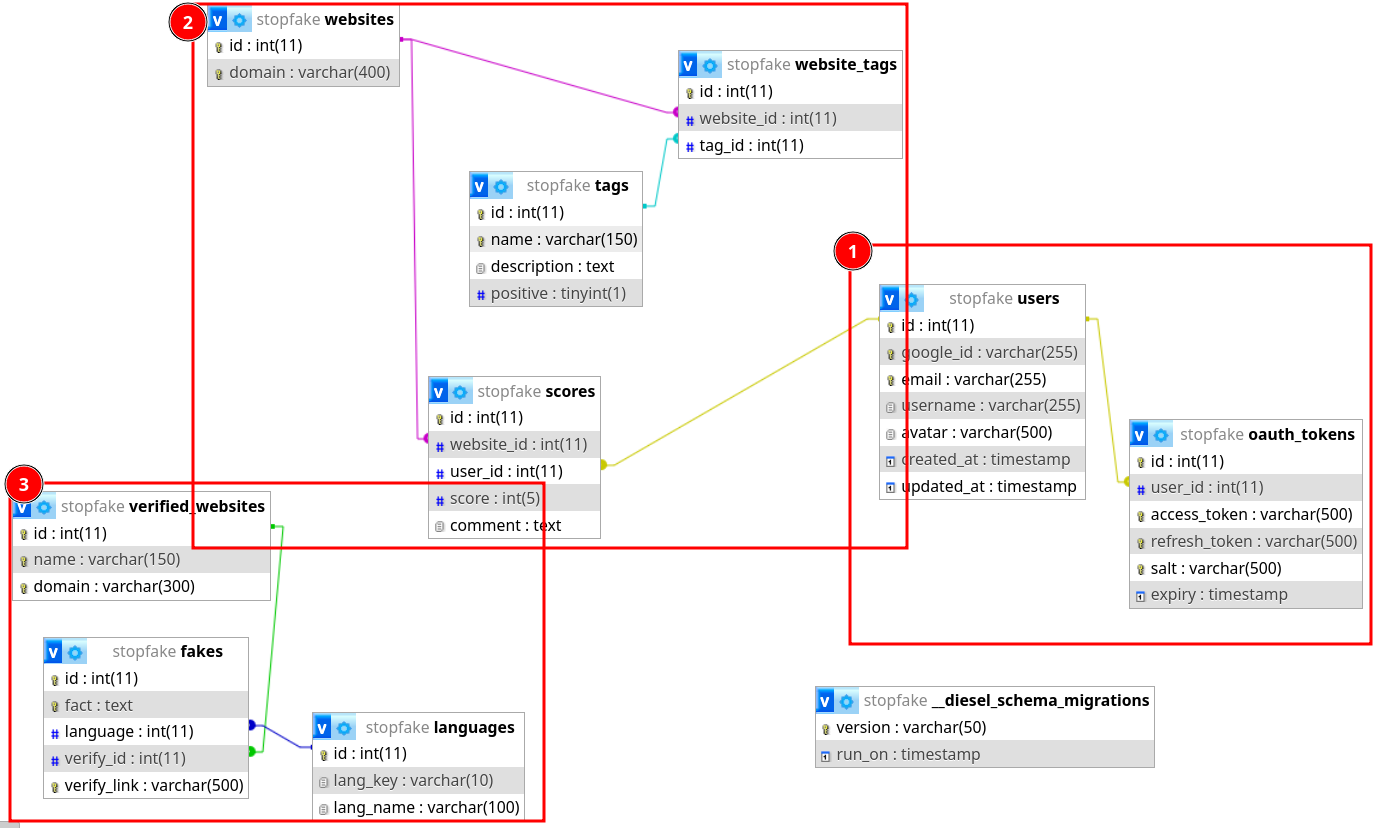 2
v stopfake websites
id : int(11)
domain : varchar(400)
v stopfake website_tags
id : int(11)
# website_id : int(11)
# tag_id : int(11)
v stopfake tags
id : int(11)
name : varchar(150)
description : text
# positive : tinyint(1)
1
v stopfake users
id : int(11)
google_id : varchar(255)
email : varchar(255)
username : varchar(255)
avatar : varchar(500)
created_at : timestamp
updated_at : timestamp
v stopfake scores
id : int(11)
# website_id : int(11)
# user_id : int(11)
# score : int(5)
comment : text
v stopfake oauth_tokens
id : int(11)
# user_id : int(11)
access_token : varchar(500)
refresh_token : varchar(500)
salt : varchar(500)
expiry : timestamp
3
v stopfake verified_websites
id : int(11)
name : varchar(150)
domain : varchar(300)
v stopfake fakes
id : int(11)
fact : text
# language : int(11)
# verify_id : int(11)
verify_link : varchar(500)
v stopfake languages
id : int(11)
lang_key : varchar(10)
lang_name : varchar(100)
v stopfake __diesel_schema_migrations
version : varchar(50)
run_on : timestamp